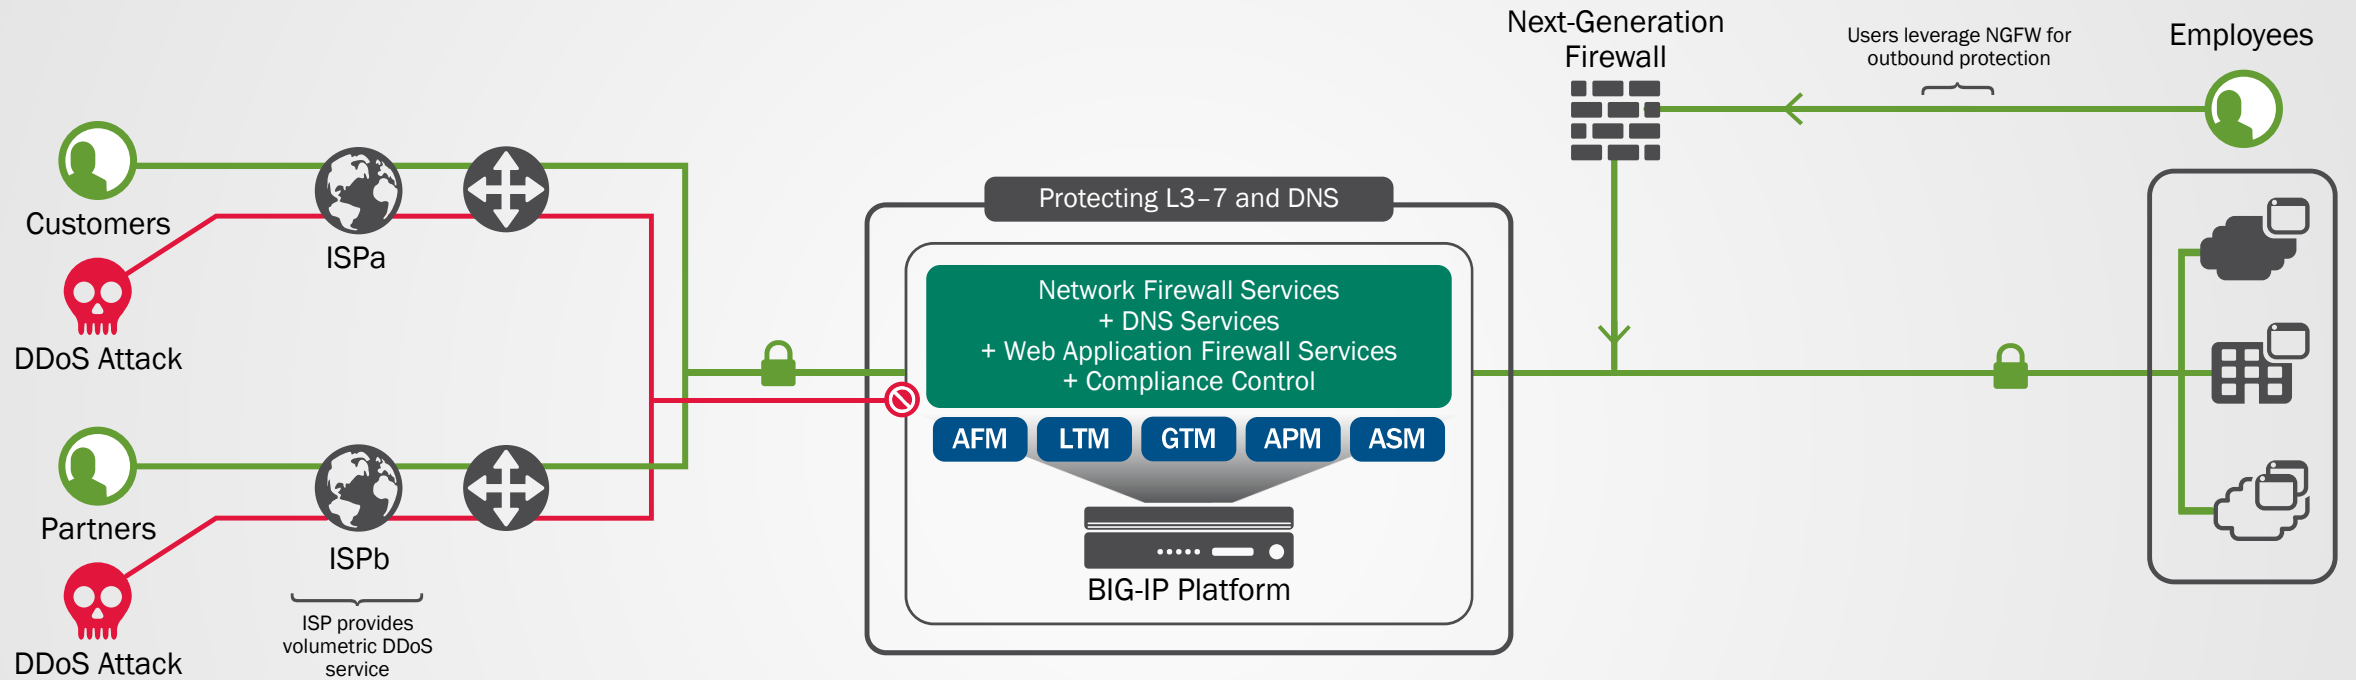 Customers
DDoS Attack
Partners
DDoS Attack
ISPa
ISPb
ISP provides
volumetric DDoS
service
Protecting L3–7 and DNS
Network Firewall Services
+ DNS Services
+ Web Application Firewall Services
+ Compliance Control
AFM
LTM
GTM
APM
ASM
BIG-IP Platform
Next-Generation
Firewall
Users leverage NGFW for
outbound protection
Employees